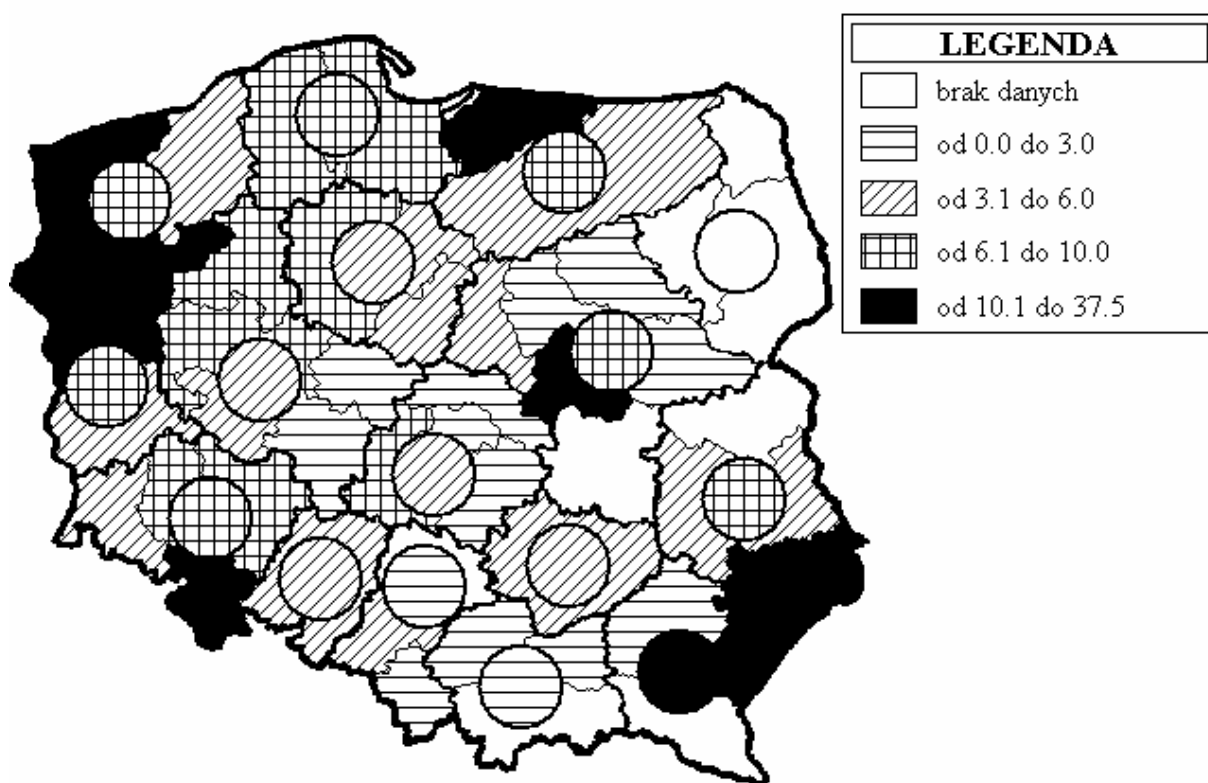 LEGENDA
brak danych
od 0.0 do 3.0
od 3.1 do 6.0
od 6.1 do 10.0
od 10.1 do 37.5